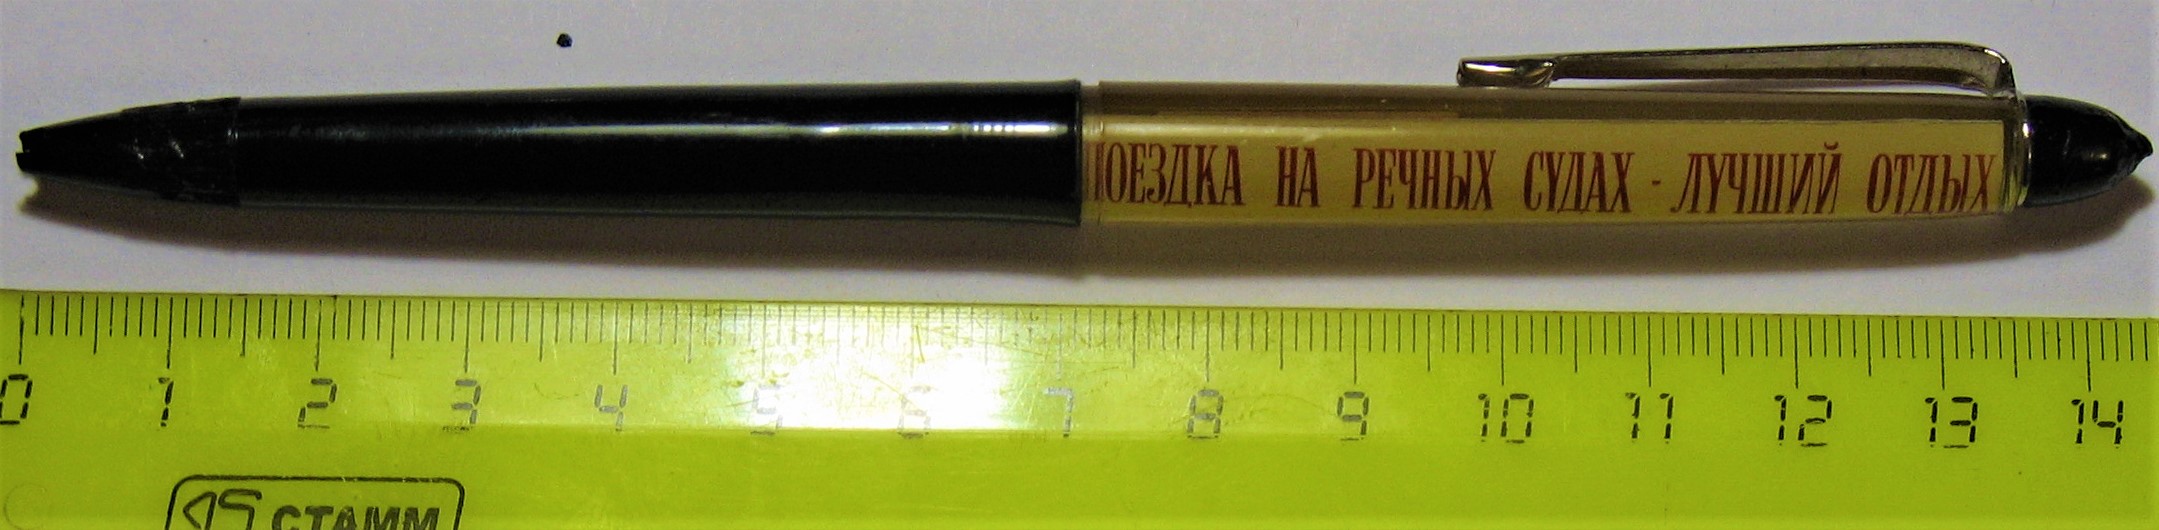 ПОЕЗДКА НА РЕЧНЫХ СУДАХ - ЛУЧШИЙ ОТДЫХ
0 1 2 3 4 5 6 7 8 9 10 11 12 13 14
СТАММ